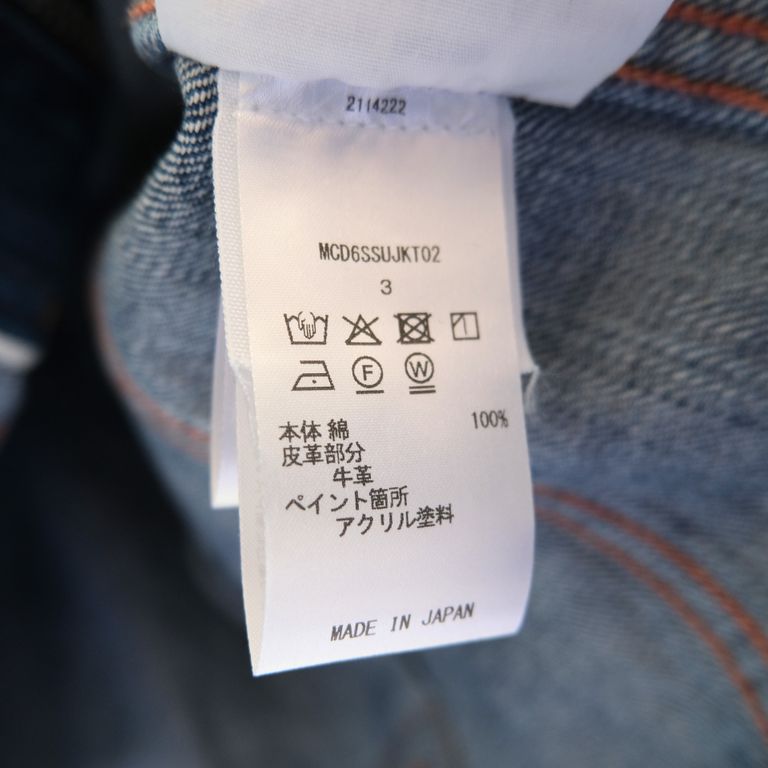 2114222
MCD6SSUJKT02
3
F W
本体 綿 100%
皮革部分
牛革
ペイント箇所
アクリル塗料
MADE IN JAPAN